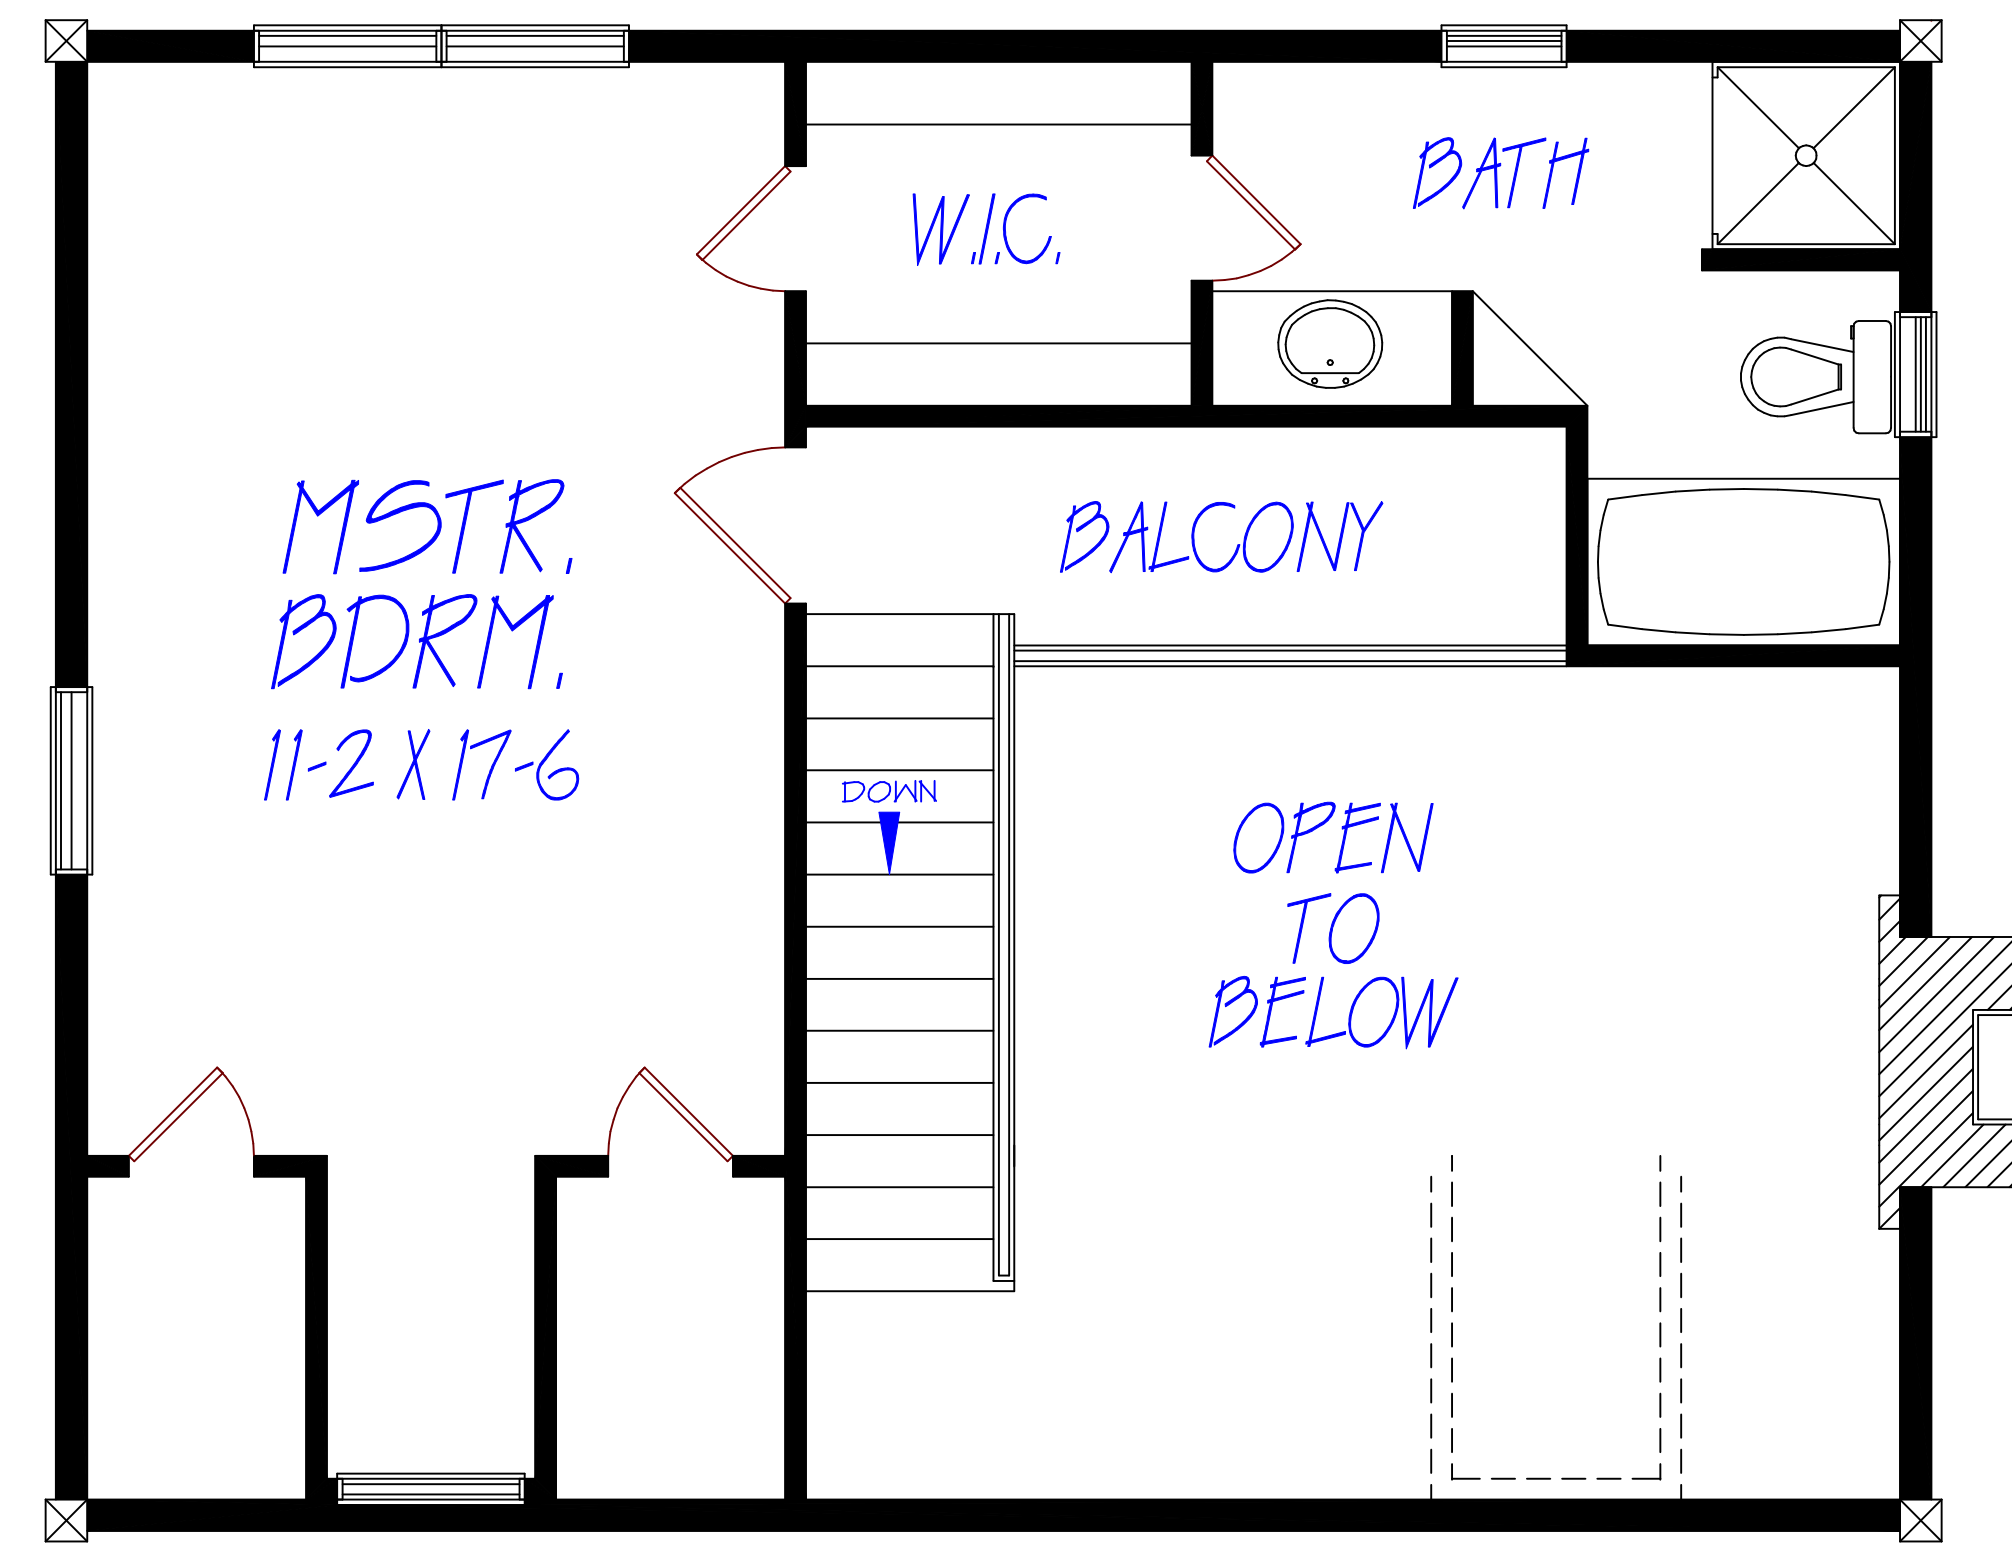 BATH
W.I.C.
MSTR.
BDRM.
11-2 X 17-6
BALCONY
DOWN
OPEN
TO
BELOW